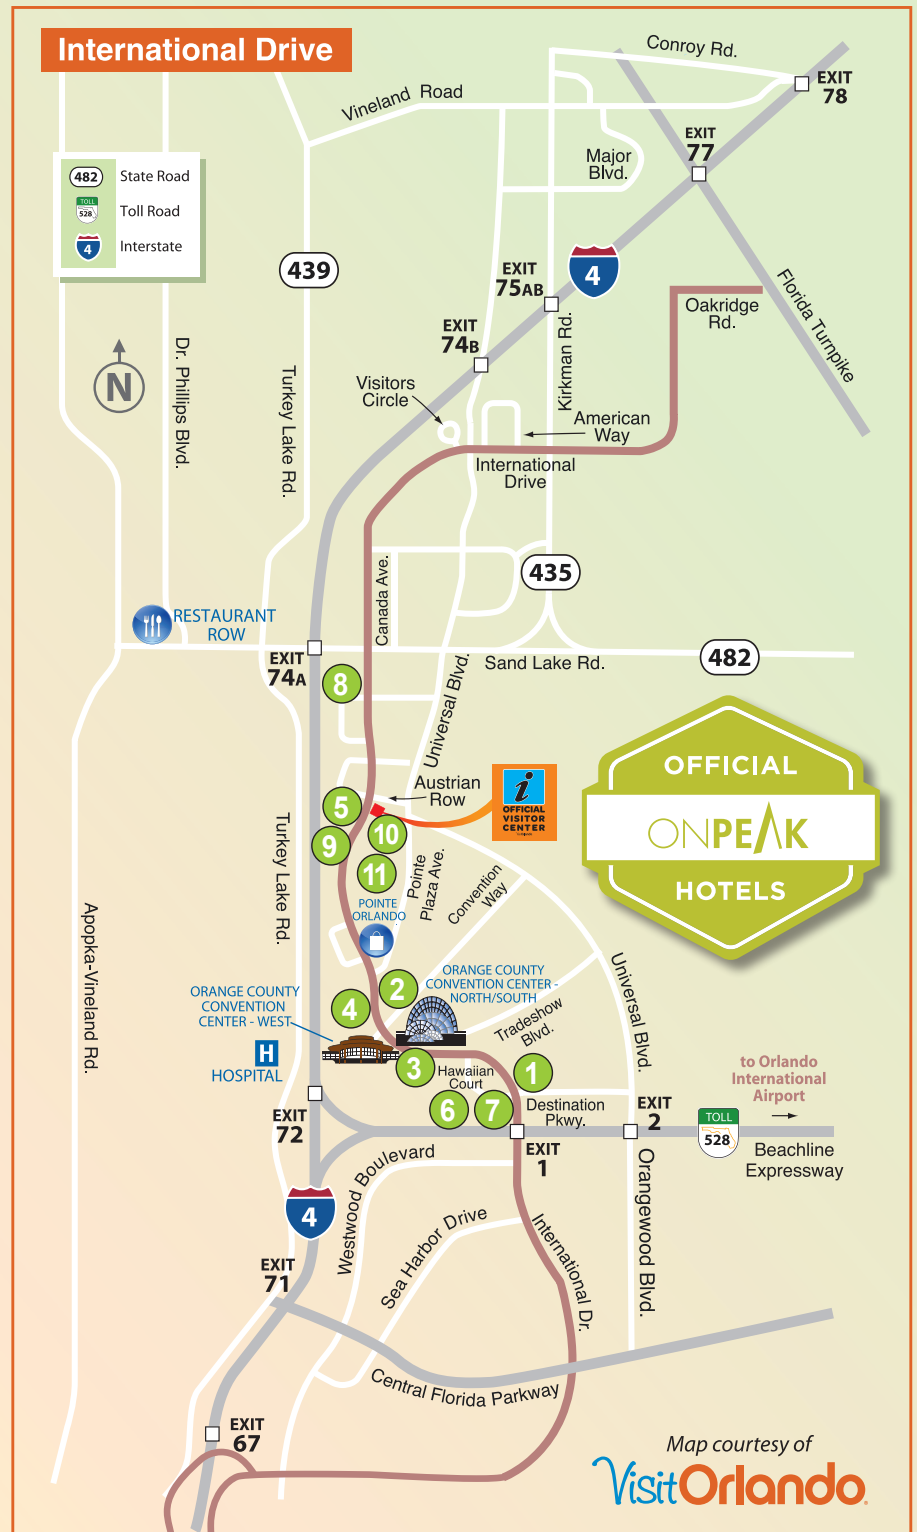 International Drive
Conroy Rd.
EXIT
78
Vineland Road
EXIT
77
Major
Blvd.
482
State Road
TOLL
528
Toll Road
4
Interstate
439
EXIT
75AB
4
Florida Turnpike
Oakridge
Rd.
EXIT
74B
Kirkman Rd.
N
Dr. Phillips Blvd.
Turkey Lake Rd.
Visitors
Circle
American
Way
International
Drive
Canada Ave.
435
RESTAURANT
ROW
EXIT
74A
Sand Lake Rd.
482
8
Universal Blvd.
Austrian
Row
i
OFFICIAL
VISITOR
CENTER
OFFICIAL
ONPEAK
HOTELS
5
10
9
11
Turkey Lake Rd.
Pointe
Plaza Ave.
Convention
Way
POINTE
ORLANDO
Apopka-Vineland Rd.
Universal Blvd.
ORANGE COUNTY
CONVENTION CENTER -
NORTH/SOUTH
2
4
ORANGE COUNTY
CONVENTION
CENTER - WEST
Tradeshow
Blvd.
H
HOSPITAL
3
Hawaiian
Court
1
6
7
to Orlando
International
Airport
Destination
Pkwy.
EXIT
2
EXIT
72
TOLL
528
EXIT
1
Beachline
Expressway
Westwood Boulevard
4
Sea Harbor Drive
International Dr.
Orangewood Blvd.
EXIT
71
Central Florida Parkway
EXIT
67
Map courtesy of
VisitOrlando